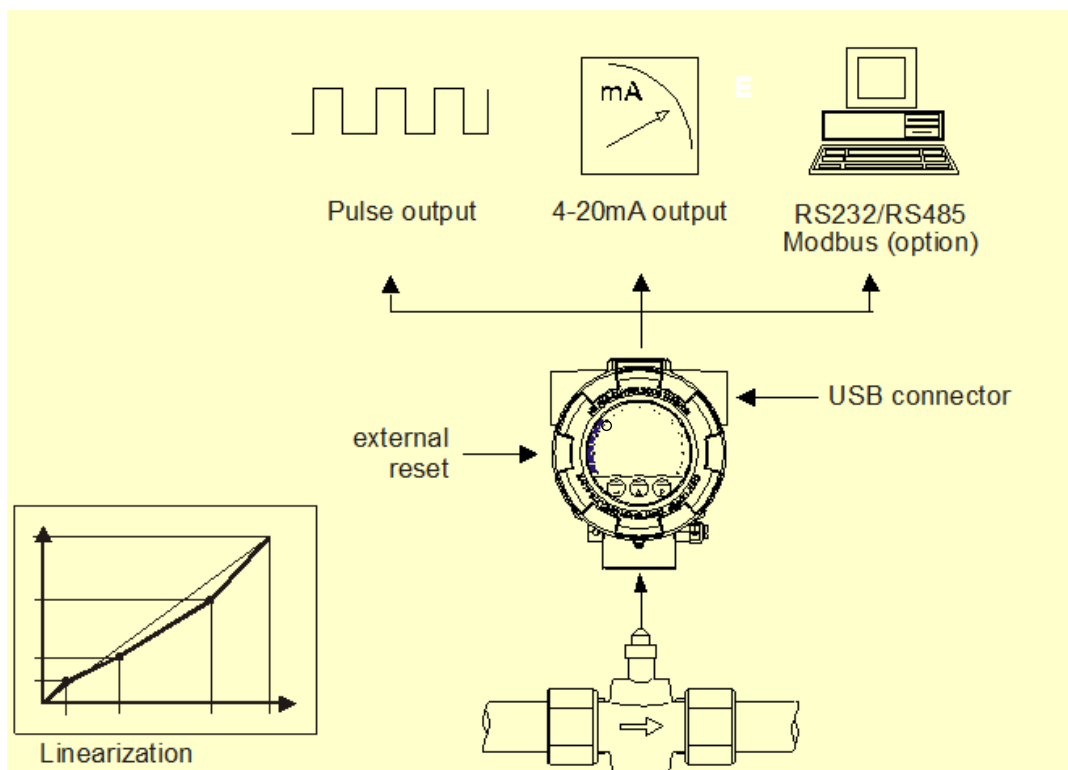 mA
Pulse output
4-20mA output
RS232/RS485
Modbus (option)
USB connector
external
reset
Linearization